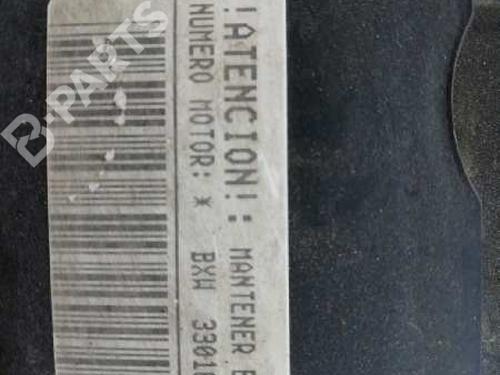 !ATENCION!: MANTENER
NUMERO MOTOR: * BXW 3301
B-PARTS